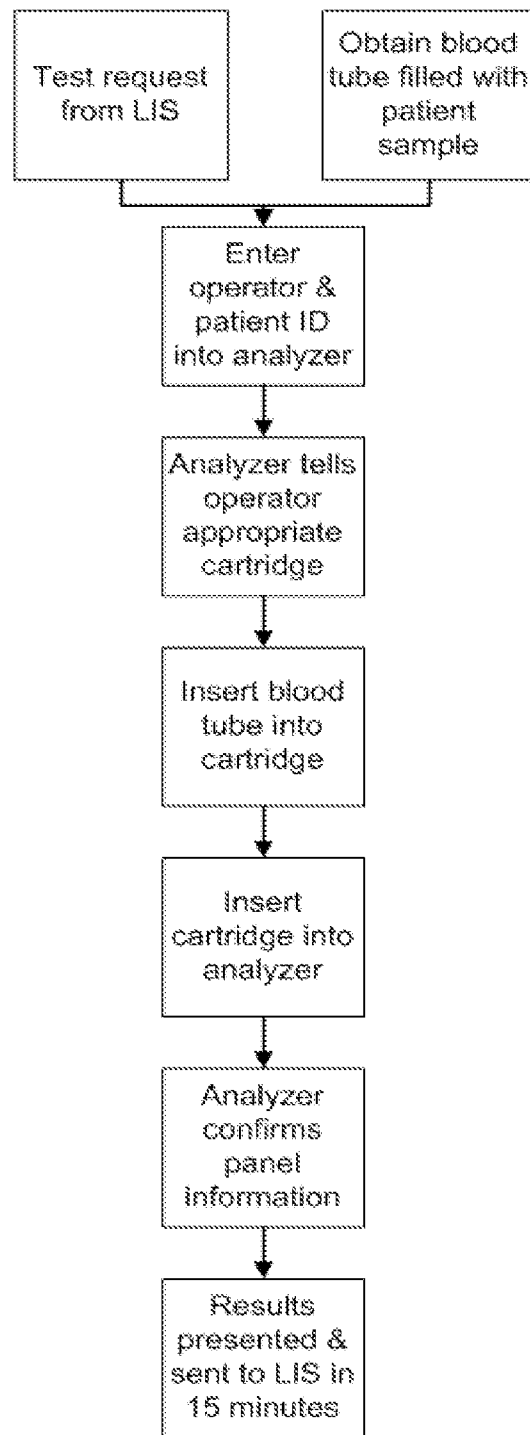 Test request
from LIS
Obtain blood
tube filled with
patient
sample
Enter
operator &
patient ID
into analyzer
Analyzer tells
operator
appropriate
cartridge
Insert blood
tube into
cartridge
Insert
cartridge into
analyzer
Analyzer
confirms
panel
information
Results
presented &
sent to LIS in
15 minutes